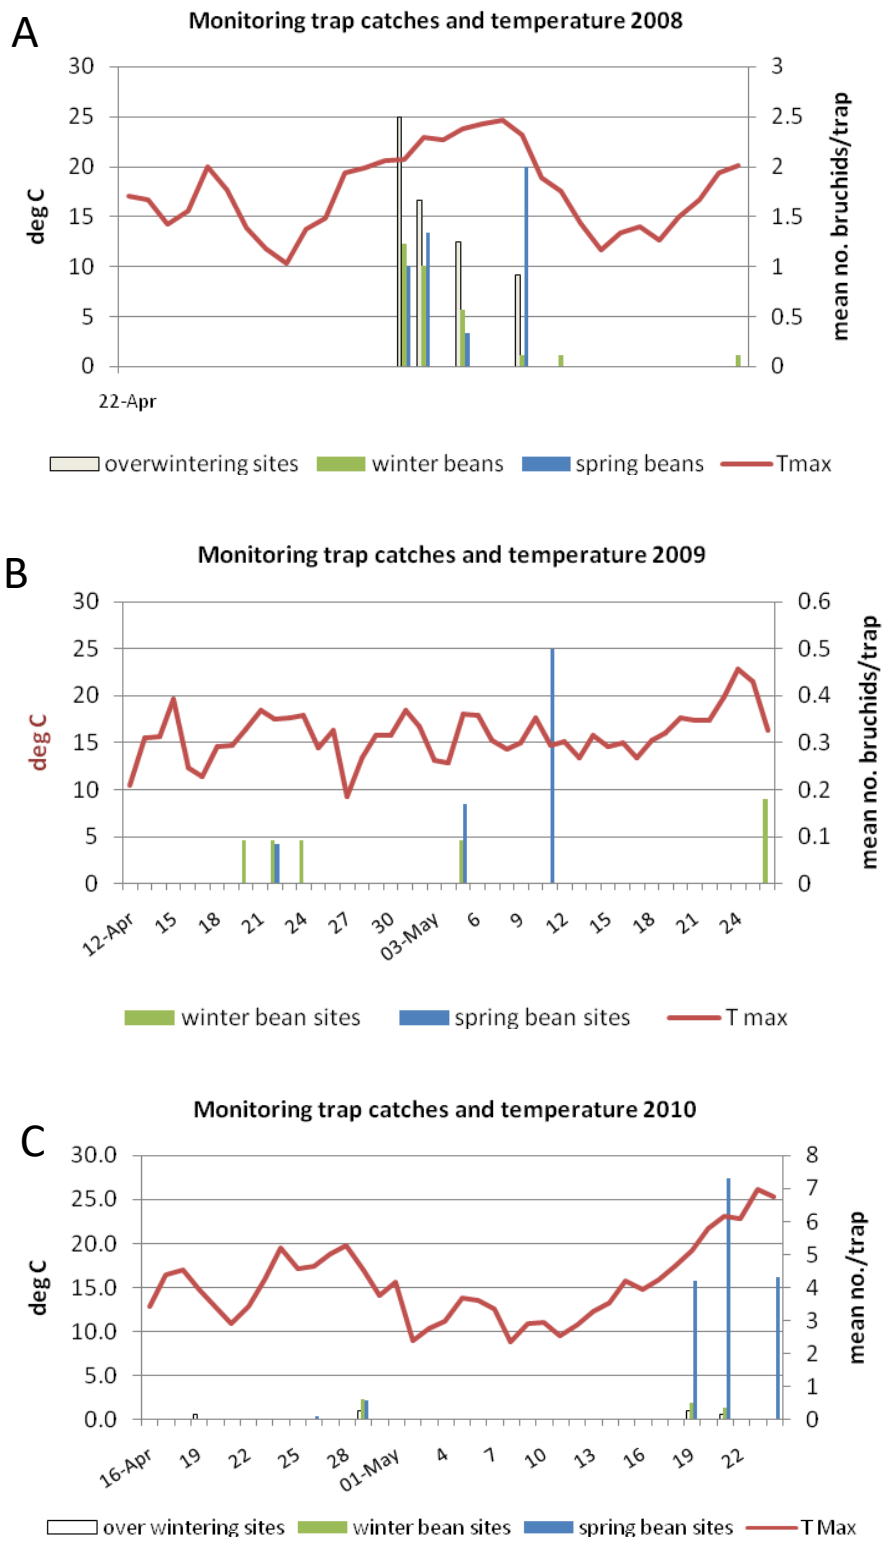 A
Monitoring trap catches and temperature 2008
30
25
20
15
10
5
0
deg C
3
2.5
2
1.5
1
0.5
0
mean no. bruchids/trap
22-Apr
overwintering sites winter beans spring beans Tmax
B
Monitoring trap catches and temperature 2009
30
25
20
15
10
5
0
deg C
0.6
0.5
0.4
0.3
0.2
0.1
0
mean no. bruchids/trap
12-Apr 15 18 21 24 27 30 03-May 6 9 12 15 18 21 24
winter bean sites spring bean sites T max
C
Monitoring trap catches and temperature 2010
30.0
25.0
20.0
15.0
10.0
5.0
0.0
deg C
8
7
6
5
4
3
2
1
0
mean no./trap
16-Apr 19 22 25 28 01-May 4 7 10 13 16 19 22
over wintering sites winter bean sites spring bean sites T Max